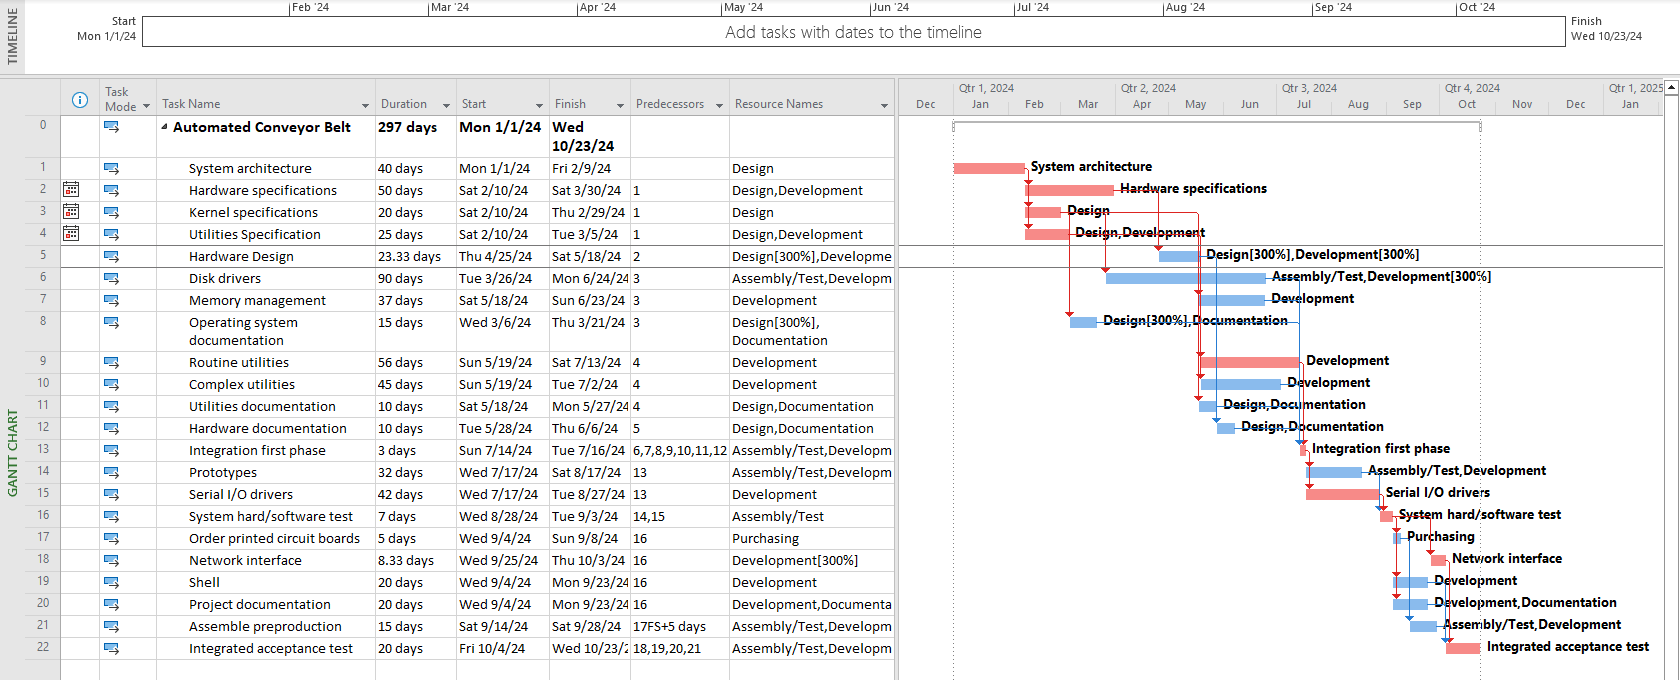 TIMELINE
Feb '24 Mar '24 Apr '24 May '24 Jun '24 Jul '24 Aug '24 Sep '24 Oct '24
Start
Mon 1/1/24
Add tasks with dates to the timeline
Finish
Wed 10/23/24
GANTT CHART
Task Mode Task Name Duration Start Finish Predecessors Resource Names
Qtr 1, 2024 Qtr 2, 2024 Qtr 3, 2024 Qtr 4, 2024 Qtr 1, 2025
Dec Jan Feb Mar Apr May Jun Jul Aug Sep Oct Nov Dec Jan
0 Automated Conveyor Belt 297 days Mon 1/1/24 Wed 10/23/24
1 System architecture 40 days Mon 1/1/24 Fri 2/9/24 Design System architecture
2 Hardware specifications 50 days Sat 2/10/24 Sat 3/30/24 1 Design,Development Hardware specifications
3 Kernel specifications 20 days Sat 2/10/24 Thu 2/29/24 1 Design Design
4 Utilities Specification 25 days Sat 2/10/24 Tue 3/5/24 1 Design,Development Design,Development
5 Hardware Design 23.33 days Thu 4/25/24 Sat 5/18/24 2 Design[300%],Developme Design[300%],Development[300%]
6 Disk drivers 90 days Tue 3/26/24 Mon 6/24/24 3 Assembly/Test,Developm Assembly/Test,Development[300%]
7 Memory management 37 days Sat 5/18/24 Sun 6/23/24 3 Development Development
8 Operating system documentation 15 days Wed 3/6/24 Thu 3/21/24 3 Design[300%], Documentation Design[300%],Documentation
9 Routine utilities 56 days Sun 5/19/24 Sat 7/13/24 4 Development Development
10 Complex utilities 45 days Sun 5/19/24 Tue 7/2/24 4 Development Development
11 Utilities documentation 10 days Sat 5/18/24 Mon 5/27/24 4 Design,Documentation Design,Documentation
12 Hardware documentation 10 days Tue 5/28/24 Thu 6/6/24 5 Design,Documentation Design,Documentation
13 Integration first phase 3 days Sun 7/14/24 Tue 7/16/24 6,7,8,9,10,11,12 Assembly/Test,Developm Integration first phase
14 Prototypes 32 days Wed 7/17/24 Sat 8/17/24 13 Assembly/Test,Developm Assembly/Test,Development
15 Serial I/O drivers 42 days Wed 7/17/24 Tue 8/27/24 13 Development Serial I/O drivers
16 System hard/software test 7 days Wed 8/28/24 Tue 9/3/24 14,15 Assembly/Test System hard/software test
17 Order printed circuit boards 5 days Wed 9/4/24 Sun 9/8/24 16 Purchasing Purchasing
18 Network interface 8.33 days Wed 9/25/24 Thu 10/3/24 16 Development[300%] Network interface
19 Shell 20 days Wed 9/4/24 Mon 9/23/24 16 Development Development
20 Project documentation 20 days Wed 9/4/24 Mon 9/23/24 16 Development,Documenta Development,Documentation
21 Assemble preproduction 15 days Sat 9/14/24 Sat 9/28/24 17FS+5 days Assembly/Test,Developm Assembly/Test,Development
22 Integrated acceptance test 20 days Fri 10/4/24 Wed 10/23/2 18,19,20,21 Assembly/Test,Developm Integrated acceptance test